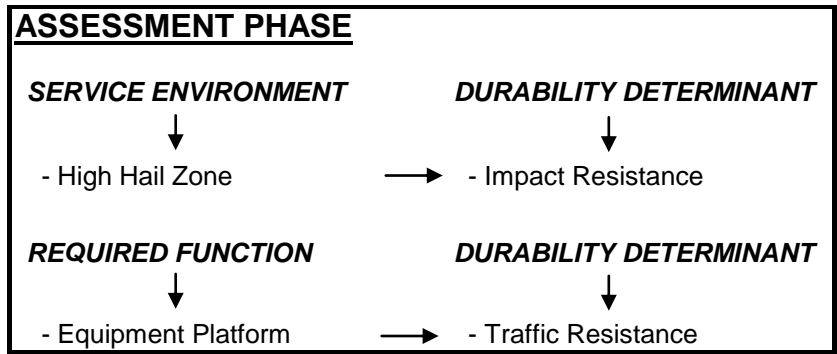 ASSESSMENT PHASE
SERVICE ENVIRONMENT DURABILITY DETERMINANT
- High Hail Zone - Impact Resistance
REQUIRED FUNCTION DURABILITY DETERMINANT
- Equipment Platform - Traffic Resistance